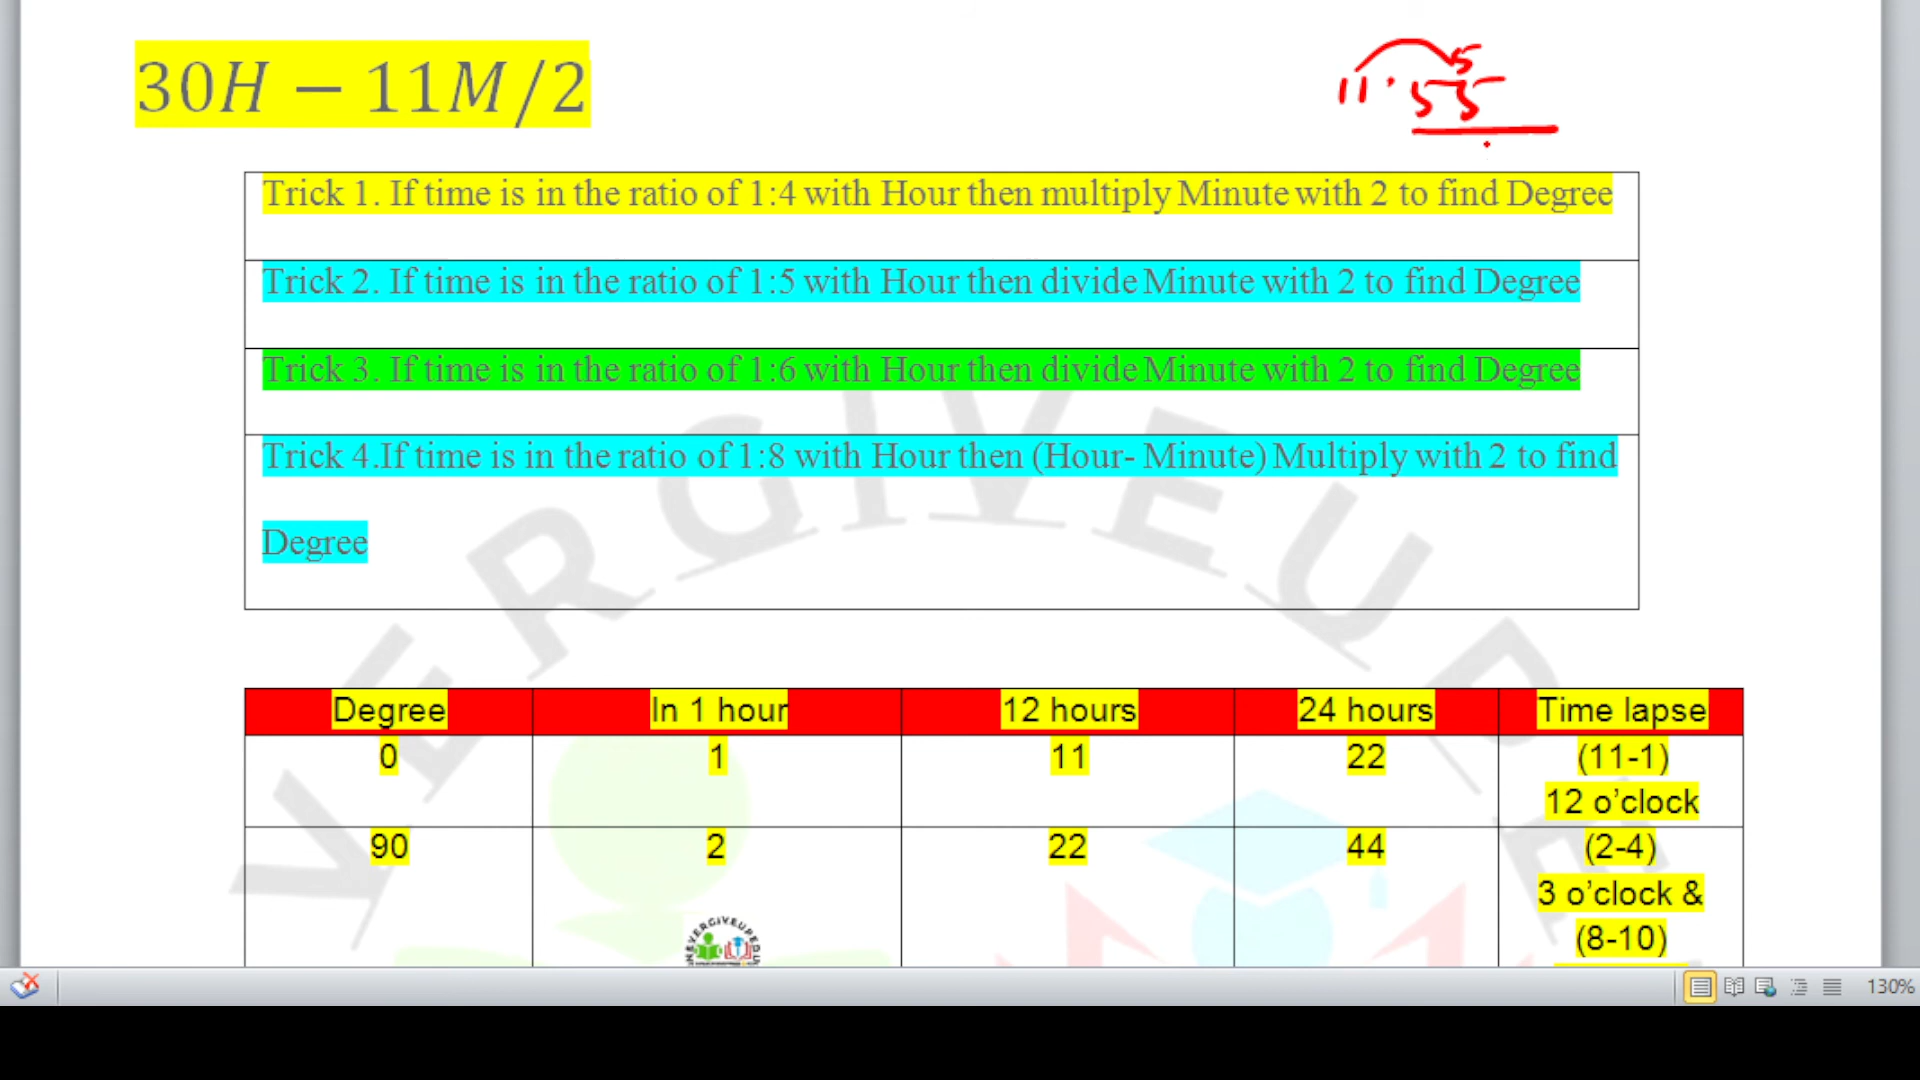 30H − 11M/2
11:55
5
Trick 1. If time is in the ratio of 1:4 with Hour then multiply Minute with 2 to find Degree
Trick 2. If time is in the ratio of 1:5 with Hour then divide Minute with 2 to find Degree
Trick 3. If time is in the ratio of 1:6 with Hour then divide Minute with 2 to find Degree
Trick 4.If time is in the ratio of 1:8 with Hour then (Hour- Minute) Multiply with 2 to find
Degree
VERGIVEUPE
Degree In 1 hour 12 hours 24 hours Time lapse
0 1 11 22 (11-1)
12 o’clock
90 2 22 44 (2-4)
3 o’clock &
(8-10)
NEVERGIVEUPEDU
130%